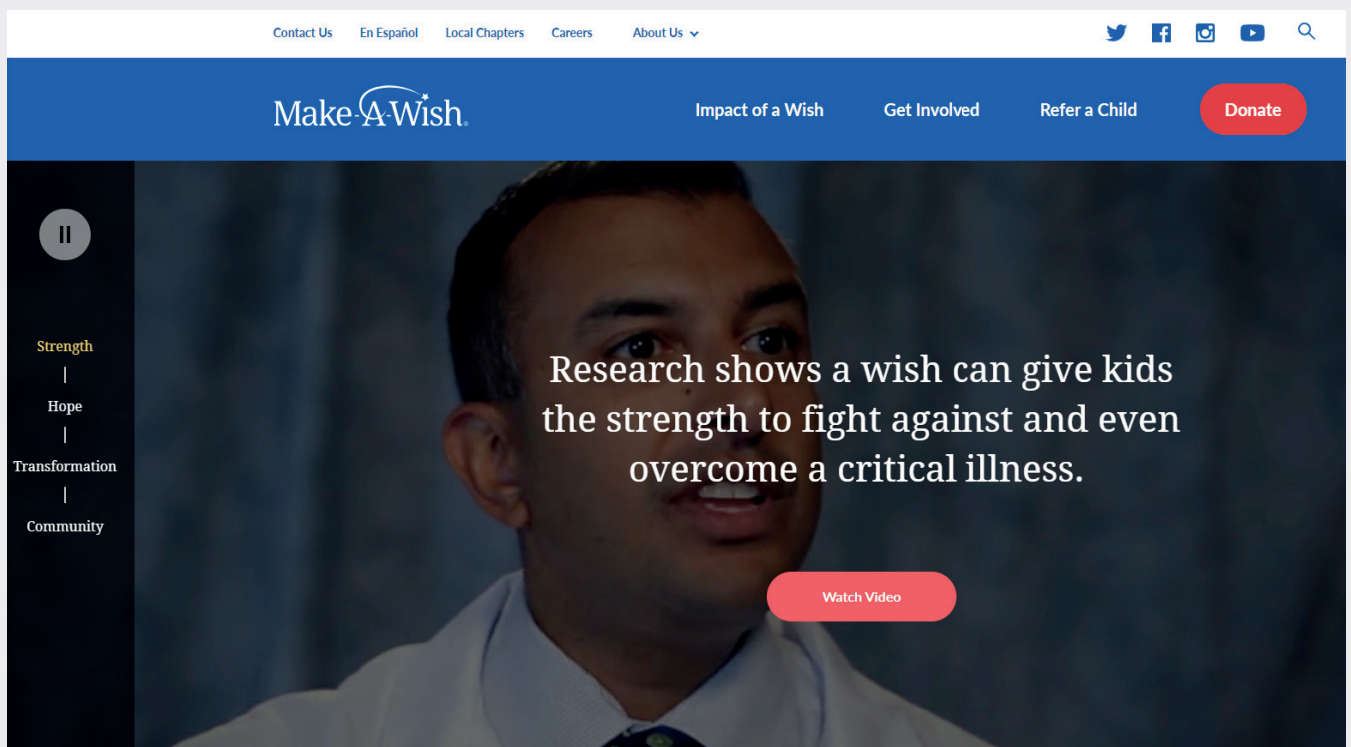 Contact Us En Español Local Chapters Careers About Us
Make-A-Wish®
Impact of a Wish Get Involved Refer a Child Donate
Strength
Hope
Transformation
Community
Research shows a wish can give kids
the strength to fight against and even
overcome a critical illness.
Watch Video